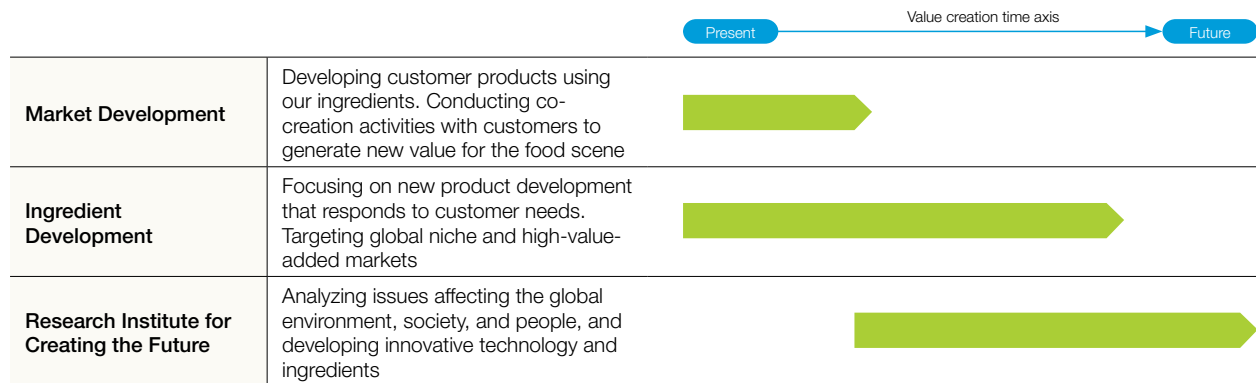 Value creation time axis
Present
Future
Market Development
Developing customer products using
our ingredients. Conducting co-
creation activities with customers to
generate new value for the food scene
Ingredient
Development
Focusing on new product development
that responds to customer needs.
Targeting global niche and high-value-
added markets
Research Institute for
Creating the Future
Analyzing issues affecting the global
environment, society, and people, and
developing innovative technology and
ingredients